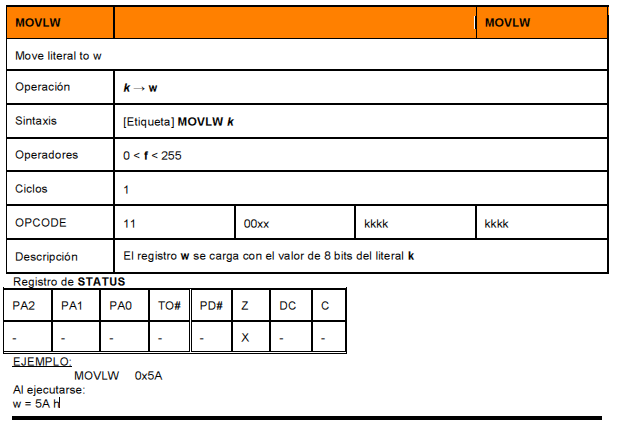 MOVLW MOVLW
Move literal to w
Operación k → w
Sintaxis [Etiqueta] MOVLW k
Operadores 0 < f < 255
Ciclos 1
OPCODE 11 00xx kkkk kkkk
Descripción El registro w se carga con el valor de 8 bits del literal k
Registro de STATUS
PA2 PA1 PA0 TO# PD# Z DC C
- - - - - X - -
EJEMPLO:
MOVLW 0x5A
Al ejecutarse:
w = 5A h